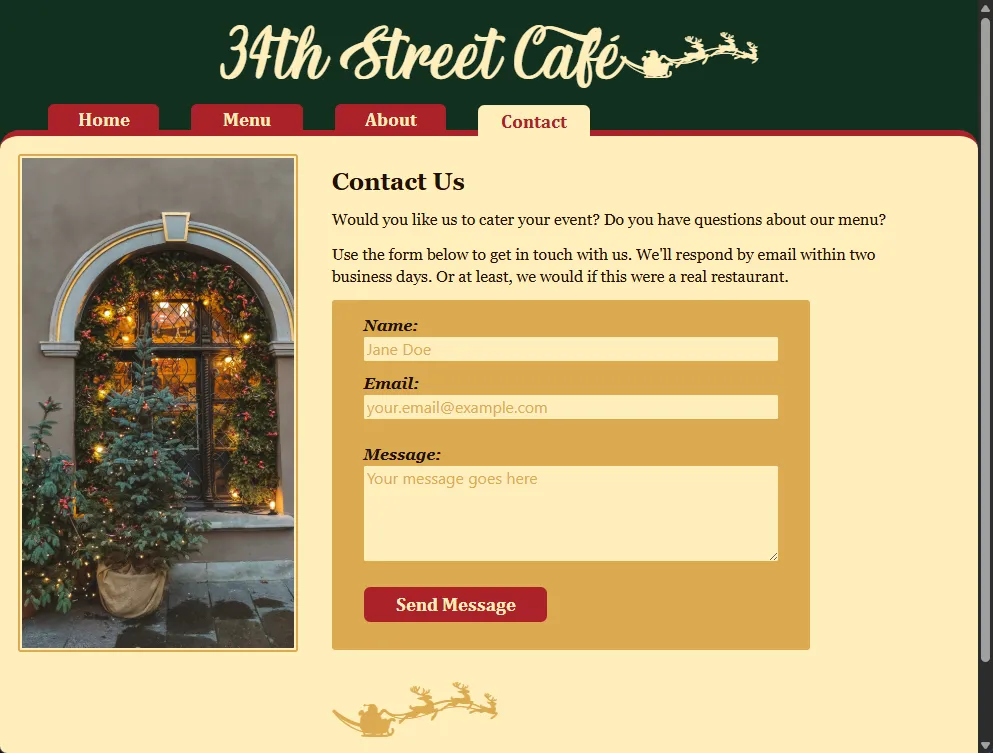 34th Street Café
Home
Menu
About
Contact
Contact Us
Would you like us to cater your event? Do you have questions about our menu?
Use the form below to get in touch with us. We'll respond by email within two
business days. Or at least, we would if this were a real restaurant.
Name:
Jane Doe
Email:
your.email@example.com
Message:
Your message goes here
Send Message